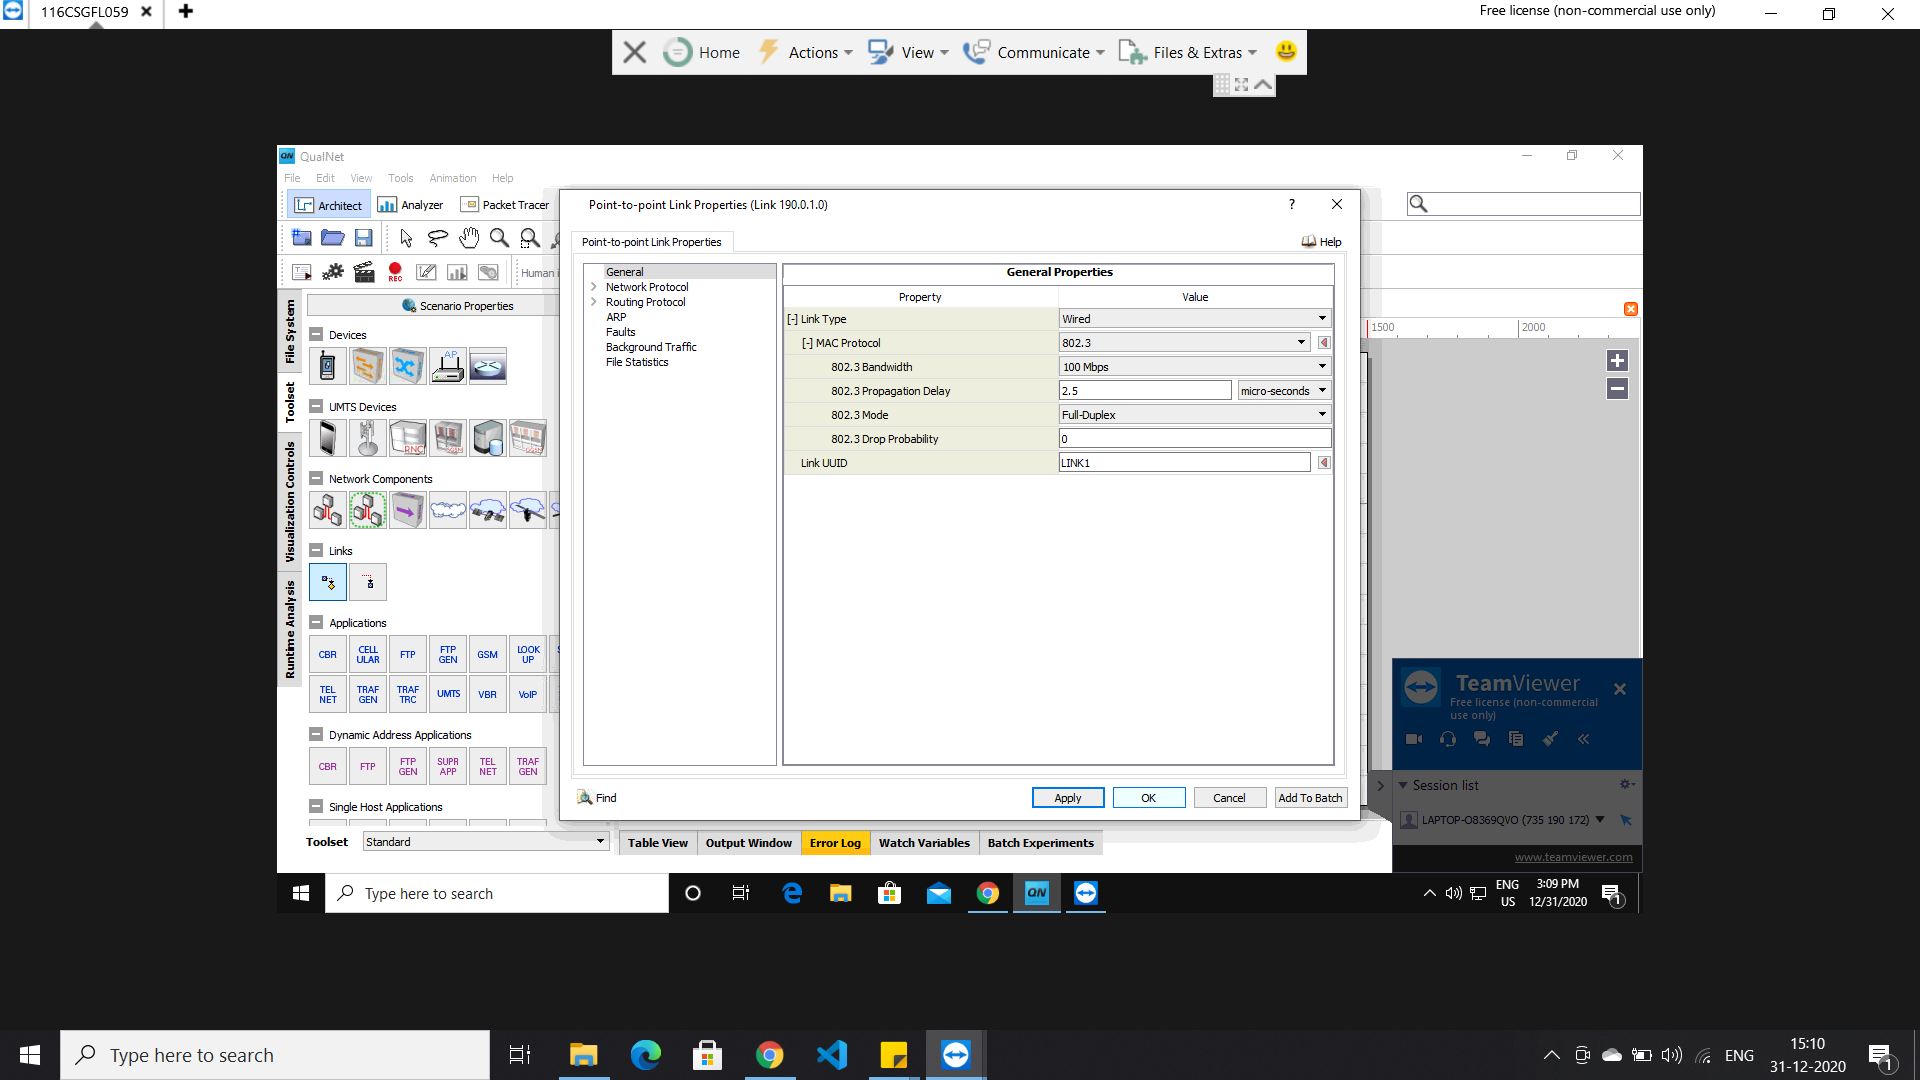 116CSGFL059
Free license (non-commercial use only)
Home
Actions
View
Communicate
Files & Extras
QN QualNet
File Edit View Tools Animation Help
Architect
Analyzer
Packet Tracer
REC
Human i
File System
Toolset
Visualization Controls
Runtime Analysis
Scenario Properties
Devices
AP
UMTS Devices
RNC
Network Components
Links
Applications
CBR
CELL ULAR
FTP
FTP GEN
GSM
LOOK UP
TEL NET
TRAF GEN
TRAF TRC
UMTS
VBR
VoIP
Dynamic Address Applications
CBR
FTP
FTP GEN
SUPR APP
TEL NET
TRAF GEN
Single Host Applications
Toolset Standard
Point-to-point Link Properties (Link 190.0.1.0)
?
Point-to-point Link Properties
Help
General
Network Protocol
Routing Protocol
ARP
Faults
Background Traffic
File Statistics
General Properties
Property Value
[-] Link Type Wired
[-] MAC Protocol 802.3
802.3 Bandwidth 100 Mbps
802.3 Propagation Delay 2.5 micro-seconds
802.3 Mode Full-Duplex
802.3 Drop Probability 0
Link UUID LINK1
Find
Apply
OK
Cancel
Add To Batch
Table View
Output Window
Error Log
Watch Variables
Batch Experiments
1500
2000
TeamViewer
Free license (non-commercial
use only)
Session list
LAPTOP-O8369QVO (735 190 172)
www.teamviewer.com
Type here to search
QN
ENG
US
3:09 PM
12/31/2020
1
Type here to search
ENG
15:10
31-12-2020
1